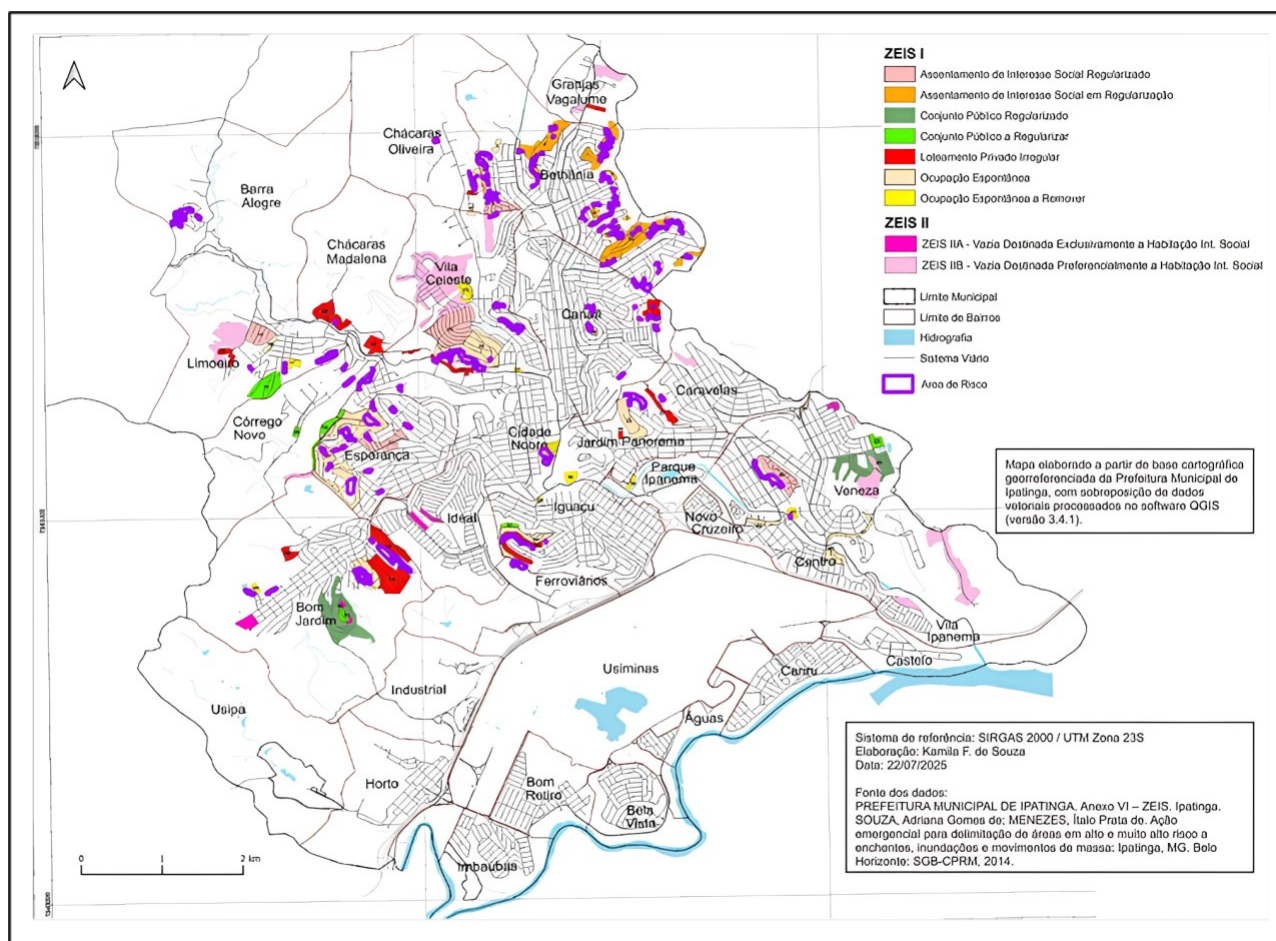 ZEIS I
Assentamento de Interesse Social Regularizado
Assentamento de Interesse Social em Regularização
Conjunto Público Regularizado
Conjunto Público a Regularizar
Loteamento Privado Irregular
Ocupação Espontânea
Ocupação Espontânea a Remover
ZEIS II
ZEIS IIA - Vazia Destinada Exclusivamente a Habitação Int. Social
ZEIS IIB - Vazia Destinada Preferencialmente a Habitação Int. Social
Limite Municipal
Limite de Bairros
Hidrografia
Sistema Viário
Área de Risco
Granjas
Vagalume
Chácaras
Oliveira
Bethânia
Barra
Alegre
Chácaras
Madalena
Vila
Celeste
Canaã
Limoeiro
Caravelas
Córrego
Novo
Cidade
Nobre
Jardim Panorama
Esperança
Parque
Ipanema
Veneza
Ideal
Iguaçu
Novo
Cruzeiro
Centro
Ferroviários
Bom
Jardim
Vila
Ipanema
Castelo
Usiminas
Cariru
Industrial
Usipa
Águas
Horto
Bom
Retiro
Bela
Vista
Imbaúbas
0 1 2 km
Mapa elaborado a partir de base cartográfica
georreferenciada da Prefeitura Municipal de
Ipatinga, com sobreposição de dados
vetoriais processados no software QGIS
(versão 3.4.1).
Sistema de referência: SIRGAS 2000 / UTM Zona 23S
Elaboração: Kamila F. de Souza
Data: 22/07/2025
Fonte dos dados:
PREFEITURA MUNICIPAL DE IPATINGA. Anexo VI – ZEIS. Ipatinga.
SOUZA, Adriana Gomes de; MENEZES, Ítalo Prata de. Ação
emergencial para delimitação de áreas em alto e muito alto risco a
enchentes, inundações e movimentos de massa: Ipatinga, MG. Belo
Horizonte: SGB-CPRM, 2014.